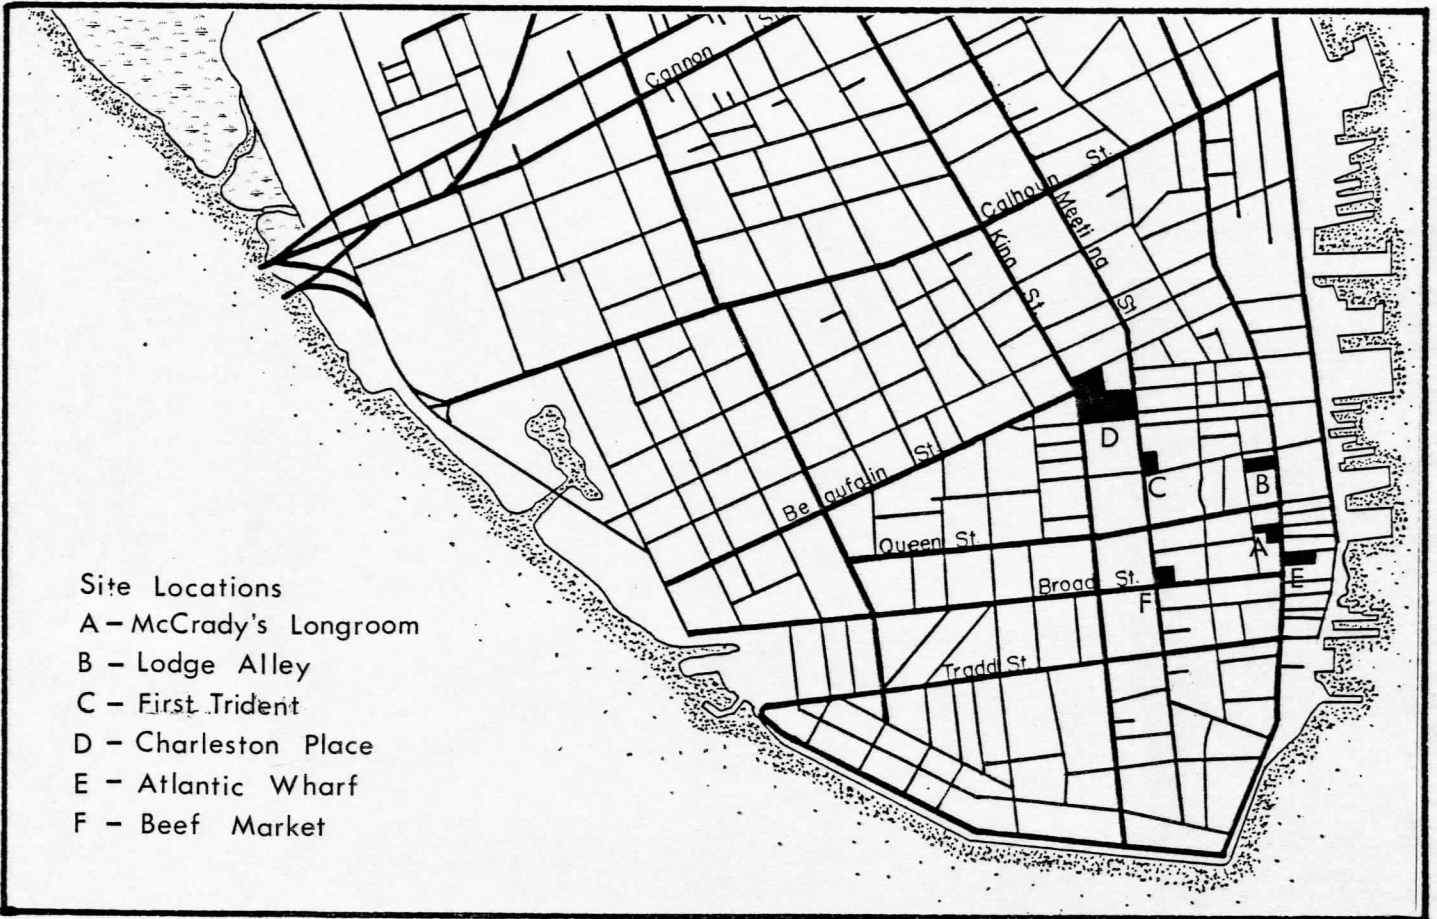 St.
Cannon
Calhoun St.
King St.
Meeting St.
Beaufain St.
D
C
B
Queen St.
A
Broad St.
E
F
Tradd St.
Site Locations
A – McCrady's Longroom
B – Lodge Alley
C – First Trident
D – Charleston Place
E – Atlantic Wharf
F – Beef Market